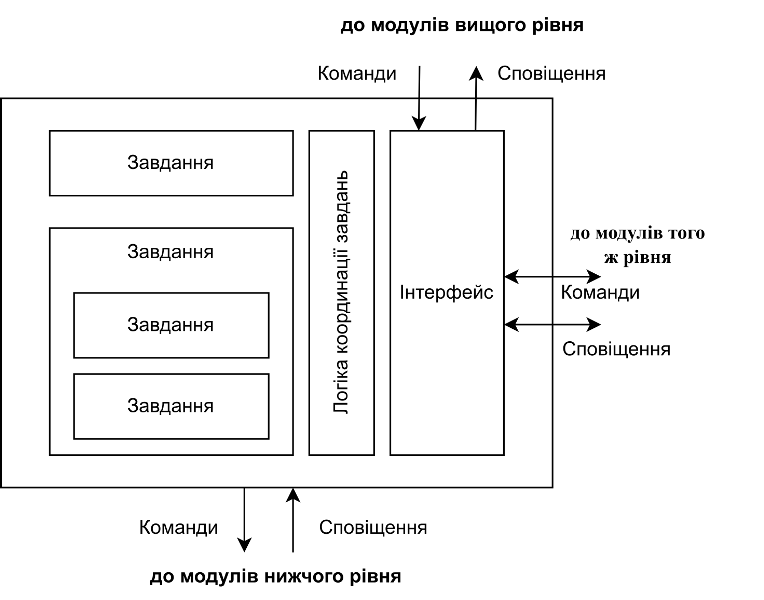 до модулів вищого рівня
Команди
Сповіщення
Завдання
Завдання
Завдання
Завдання
Логіка координації завдань
Інтерфейс
до модулів того
ж рівня
Команди
Сповіщення
Команди
Сповіщення
до модулів нижчого рівня